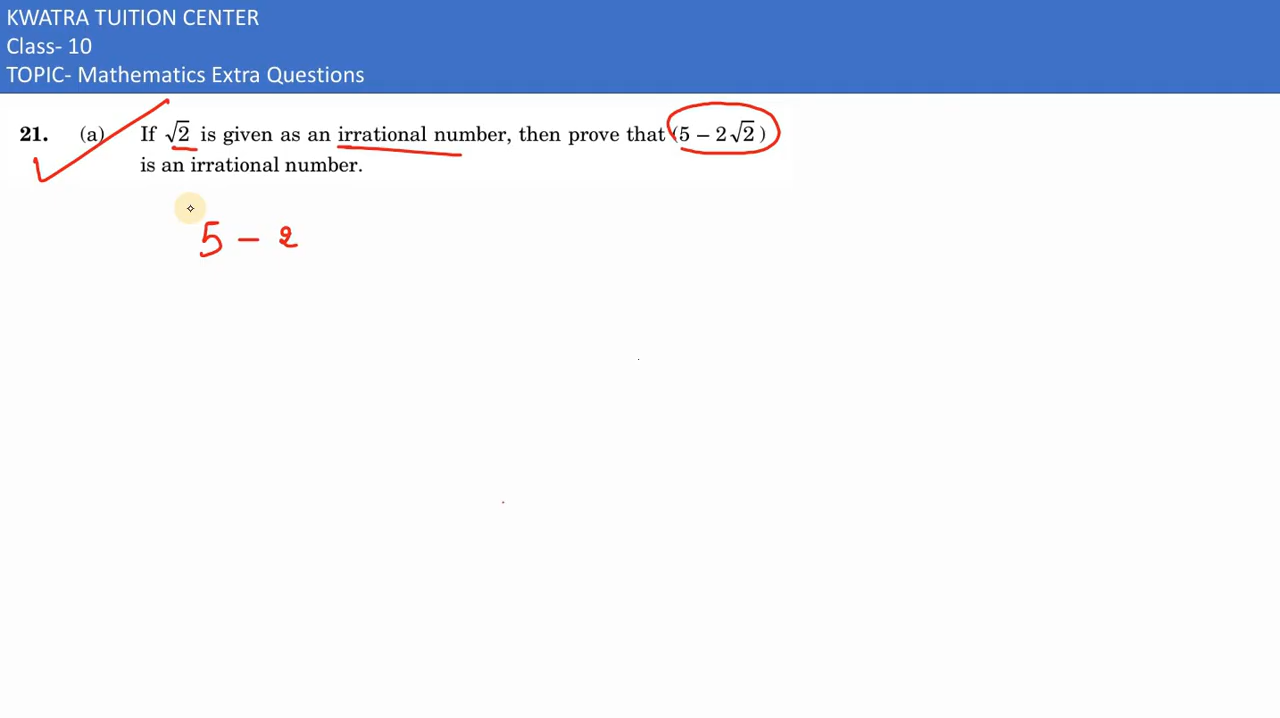 KWATRA TUITION CENTER
Class- 10
TOPIC- Mathematics Extra Questions
21. (a) If √2 is given as an irrational number, then prove that (5 – 2√2 )
is an irrational number.
5 – 2